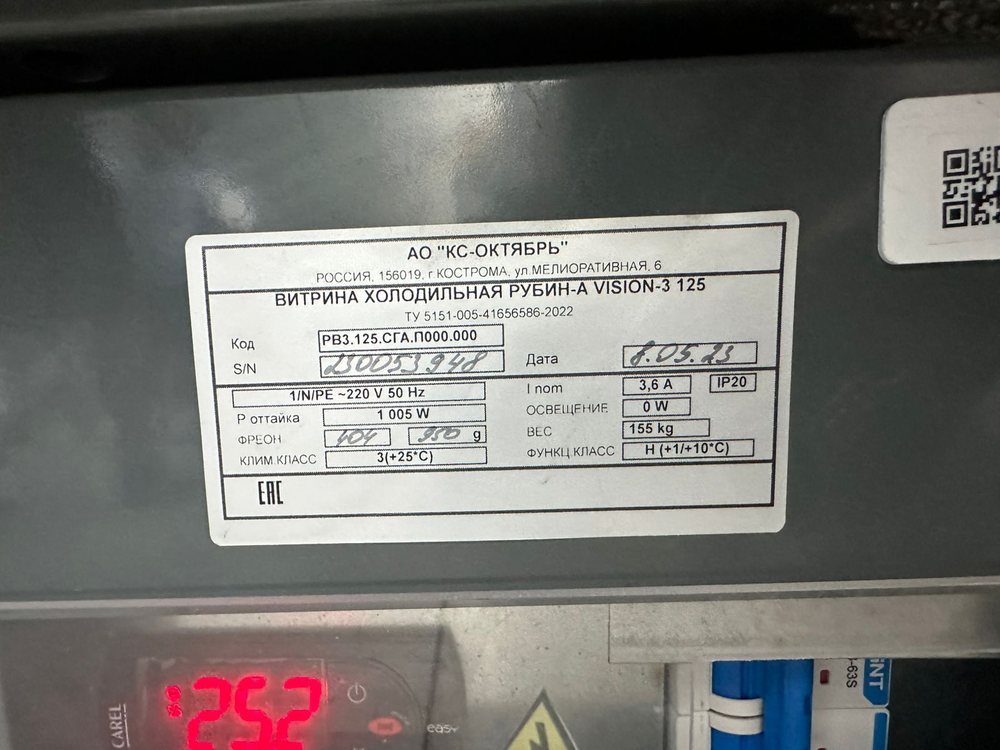 АО "КС-ОКТЯБРЬ"
РОССИЯ, 156019, г КОСТРОМА, ул.МЕЛИОРАТИВНАЯ, 6
ВИТРИНА ХОЛОДИЛЬНАЯ РУБИН-А VISION-3 125
ТУ 5151-005-41656586-2022
Код РВ3.125.СГА.П000.000
S/N 230053948 Дата 8.05.23
1/N/PE ~220 V 50 Hz I nom 3,6 A IP20
Р оттайка 1 005 W ОСВЕЩЕНИЕ 0 W
ФРЕОН 404 950 g ВЕС 155 kg
КЛИМ.КЛАСС 3(+25*С) ФУНКЦ.КЛАСС Н (+1/+10*С)
EAC
CAREL 25.2 easy
-63S
iNT